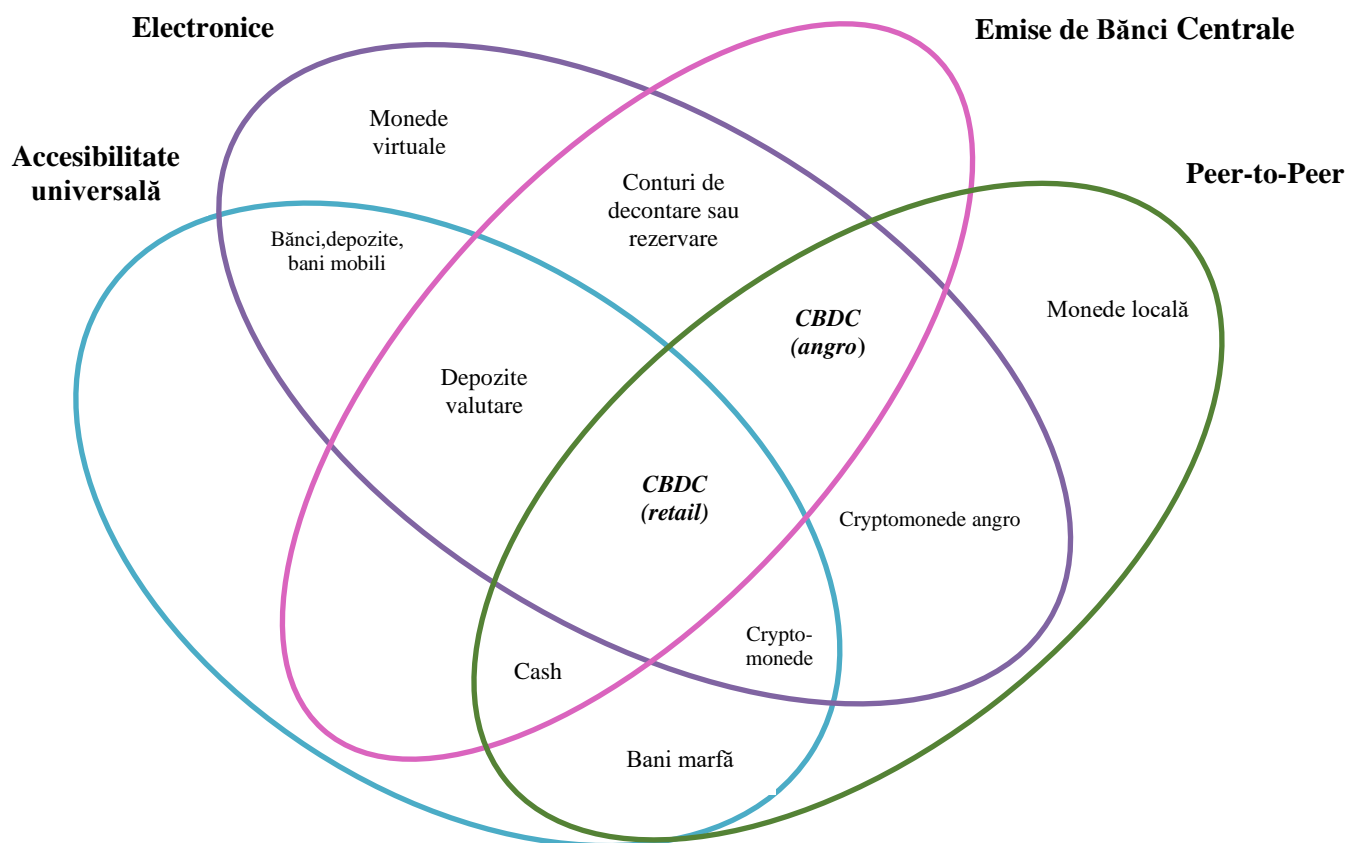 Electronice
Emise de Bănci Centrale
Accesibilitate
universală
Peer-to-Peer
Monede
virtuale
Conturi de
decontare sau
rezervare
Bănci,depozite,
bani mobili
CBDC
(angro)
Monede locală
Depozite
valutare
CBDC
(retail)
Cryptomonede angro
Crypto-
monede
Cash
Bani marfă